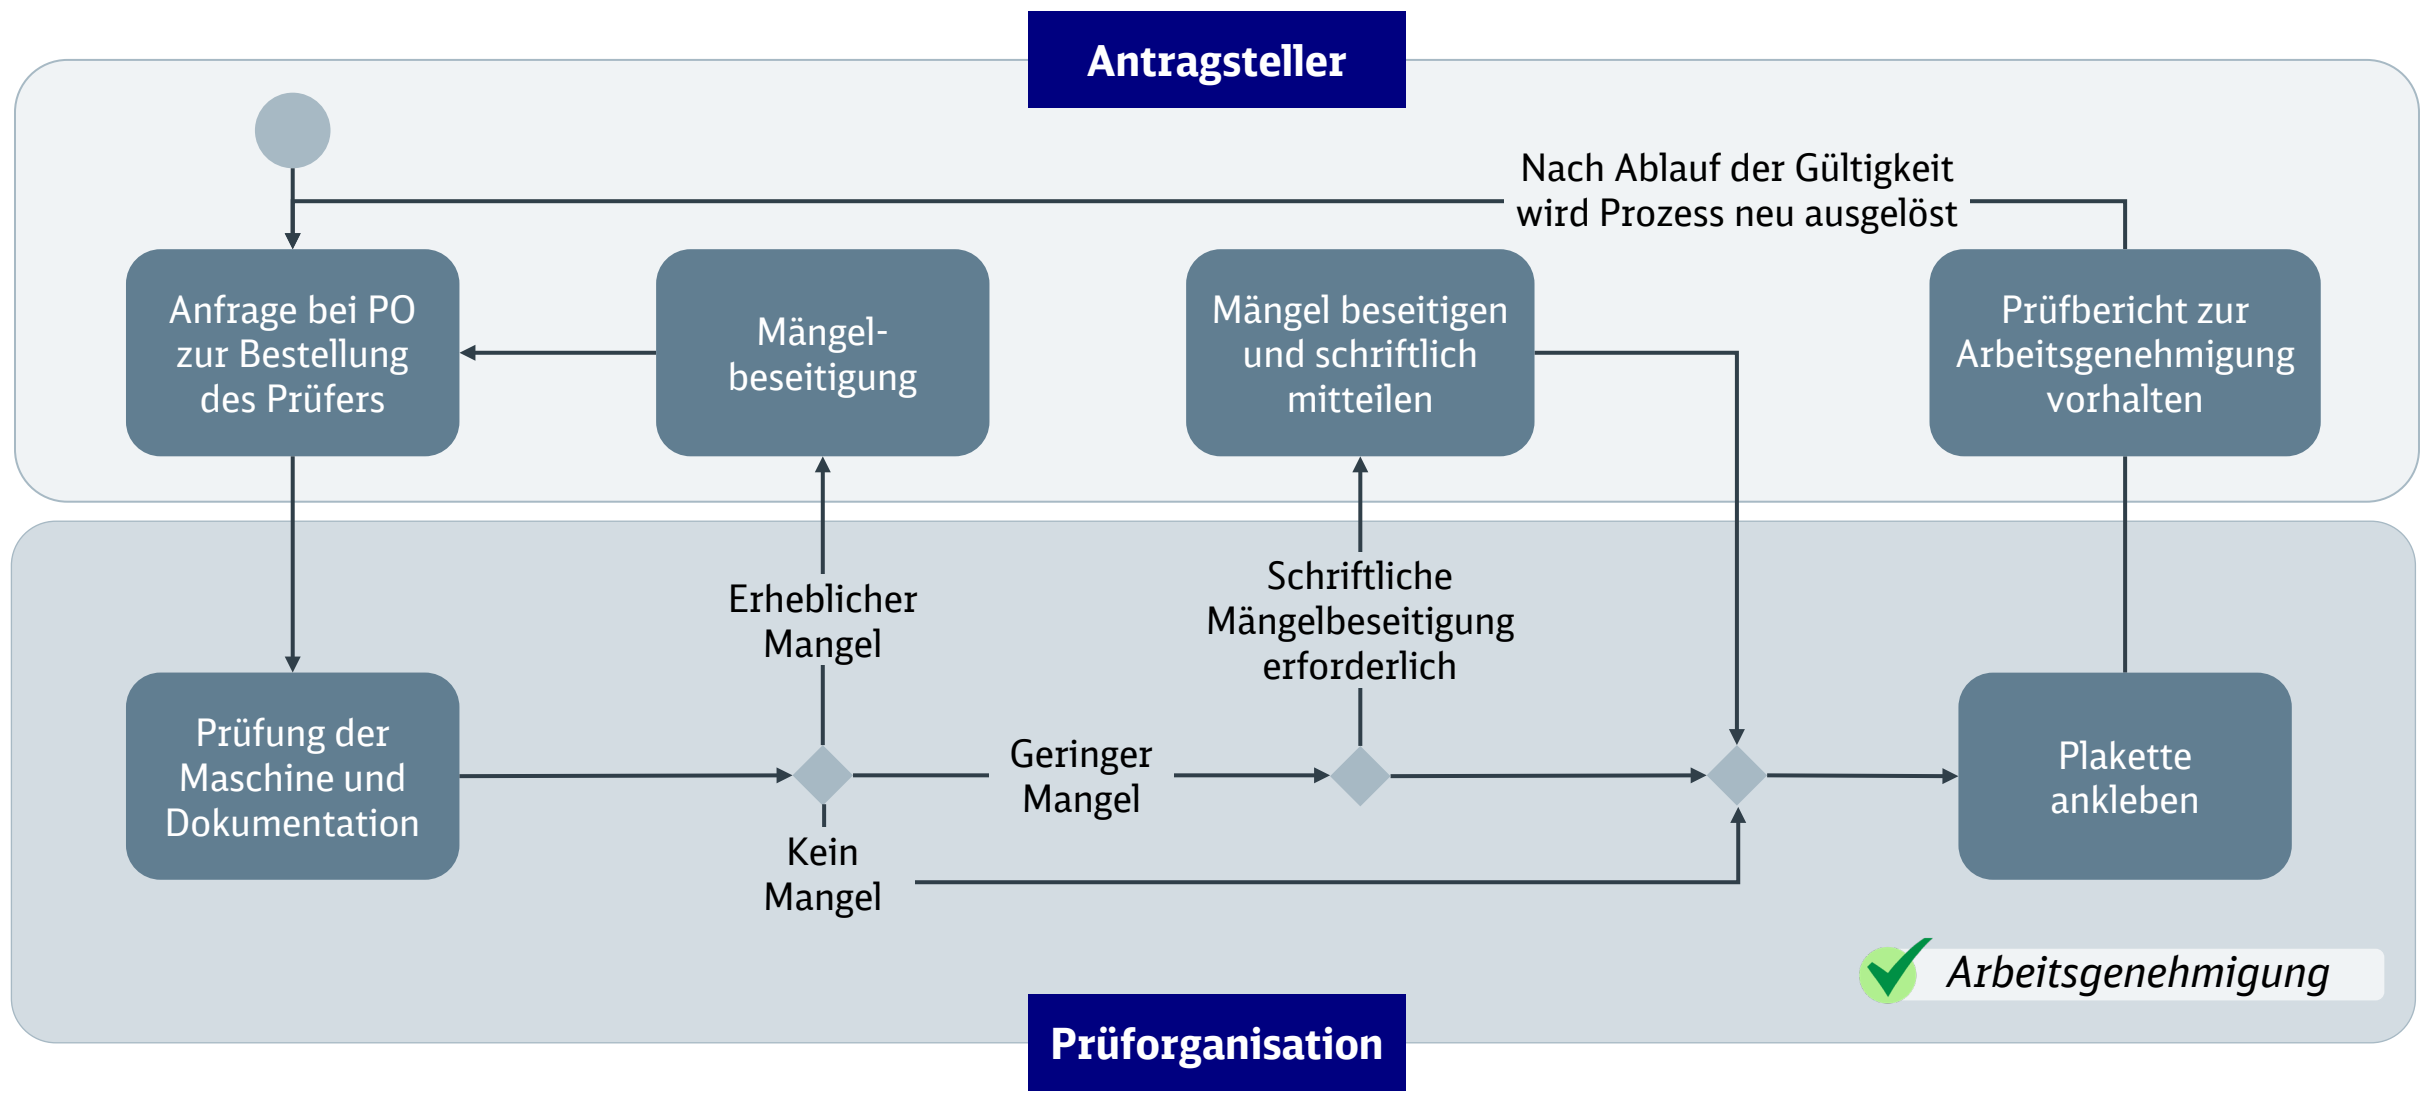 Antragsteller
Nach Ablauf der Gültigkeit
wird Prozess neu ausgelöst
Anfrage bei PO
zur Bestellung
des Prüfers
Mängel-
beseitigung
Mängel beseitigen
und schriftlich
mitteilen
Prüfbericht zur
Arbeitsgenehmigung
vorhalten
Erheblicher
Mangel
Schriftliche
Mängelbeseitigung
erforderlich
Prüfung der
Maschine und
Dokumentation
Geringer
Mangel
Kein
Mangel
Plakette
ankleben
Arbeitsgenehmigung
Prüforganisation